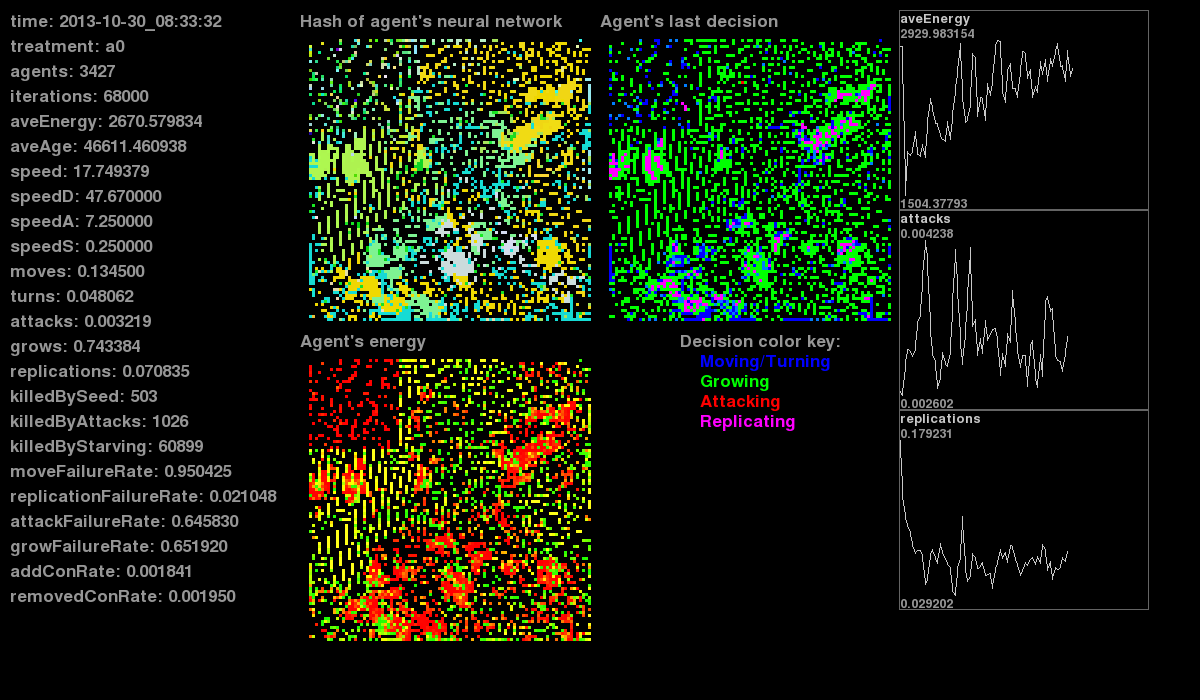 time: 2013-10-30_08:33:32
treatment: a0
agents: 3427
iterations: 68000
aveEnergy: 2670.579834
aveAge: 46611.460938
speed: 17.749379
speedD: 47.670000
speedA: 7.250000
speedS: 0.250000
moves: 0.134500
turns: 0.048062
attacks: 0.003219
grows: 0.743384
replications: 0.070835
killedBySeed: 503
killedByAttacks: 1026
killedByStarving: 60899
moveFailureRate: 0.950425
replicationFailureRate: 0.021048
attackFailureRate: 0.645830
growFailureRate: 0.651920
addConRate: 0.001841
removedConRate: 0.001950
Hash of agent's neural network
Agent's last decision
Agent's energy
Decision color key:
Moving/Turning
Growing
Attacking
Replicating
aveEnergy
2929.983154
1504.37793
attacks
0.004238
0.002602
replications
0.179231
0.029202